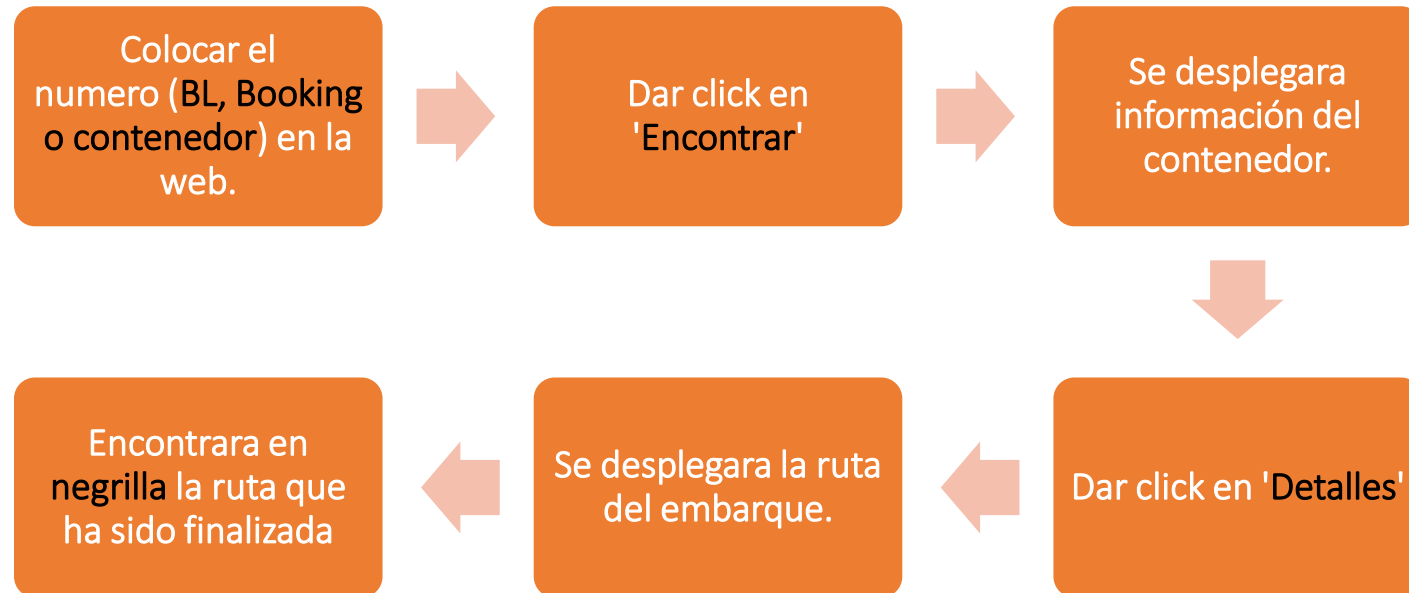 Colocar el
numero (BL, Booking
o contenedor) en la
web.
Dar click en
'Encontrar'
Se desplegara
información del
contenedor.
Dar click en 'Detalles'
Se desplegara la ruta
del embarque.
Encontrara en
negrilla la ruta que
ha sido finalizada